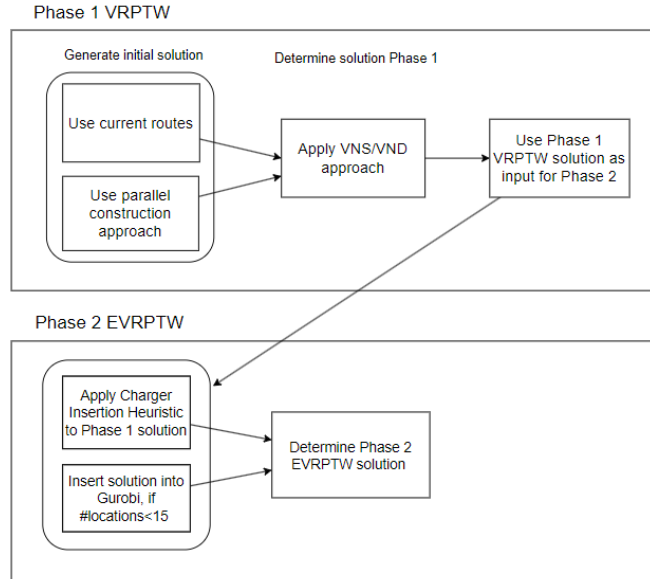 Phase 1 VRPTW
Generate initial solution
Determine solution Phase 1
Use current routes
Use parallel
construction
approach
Apply VNS/VND
approach
Use Phase 1
VRPTW solution as
input for Phase 2
Phase 2 EVRPTW
Apply Charger
Insertion Heuristic
to Phase 1 solution
Insert solution into
Gurobi, if
#locations<15
Determine Phase 2
EVRPTW solution